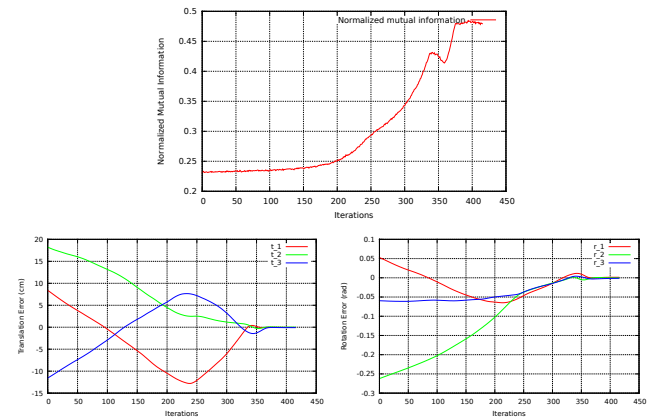 0.5
Normalized mutual information
0.45
0.4
0.35
0.3
0.25
0.2
Normalized Mutual Information
0 50 100 150 200 250 300 350 400 450
Iterations
20
15
10
5
0
-5
-10
-15
Translation Error (cm)
t_1
t_2
t_3
0 50 100 150 200 250 300 350 400 450
Iterations
0.1
0.05
0
-0.05
-0.1
-0.15
-0.2
-0.25
-0.3
Rotation Error (rad)
r_1
r_2
r_3
0 50 100 150 200 250 300 350 400 450
Iterations